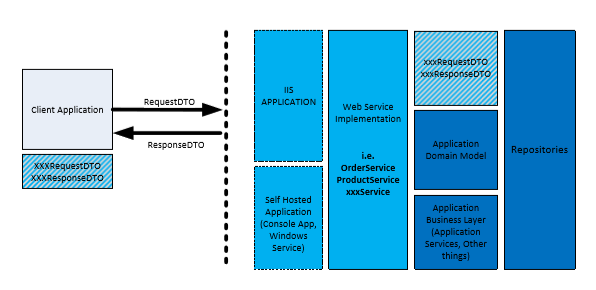 Client Application
XXXRequestDTO
XXXResponseDTO
RequestDTO
ResponseDTO
IIS
APPLICATION
Self Hosted
Application
(Console App,
Windows
Service)
Web Service
Implementation
i.e.
OrderService
ProductService
xxxService
xxxRequestDTO
xxxResponseDTO
Application
Domain Model
Application
Business Layer
(Application
Services, Other
things)
Repositories